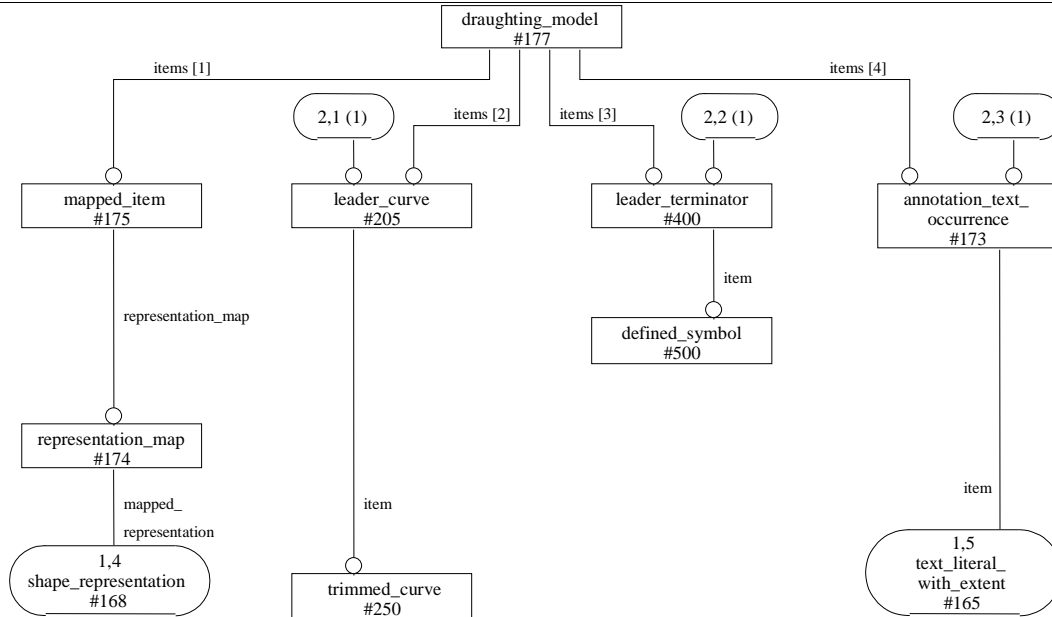 draughting_model
#177
items [1]
items [2]
items [3]
items [4]
2,1 (1)
2,2 (1)
2,3 (1)
mapped_item
#175
leader_curve
#205
leader_terminator
#400
annotation_text_
occurrence
#173
item
representation_map
defined_symbol
#500
representation_map
#174
mapped_
representation
item
item
1,4
shape_representation
#168
trimmed_curve
#250
1,5
text_literal_
with_extent
#165